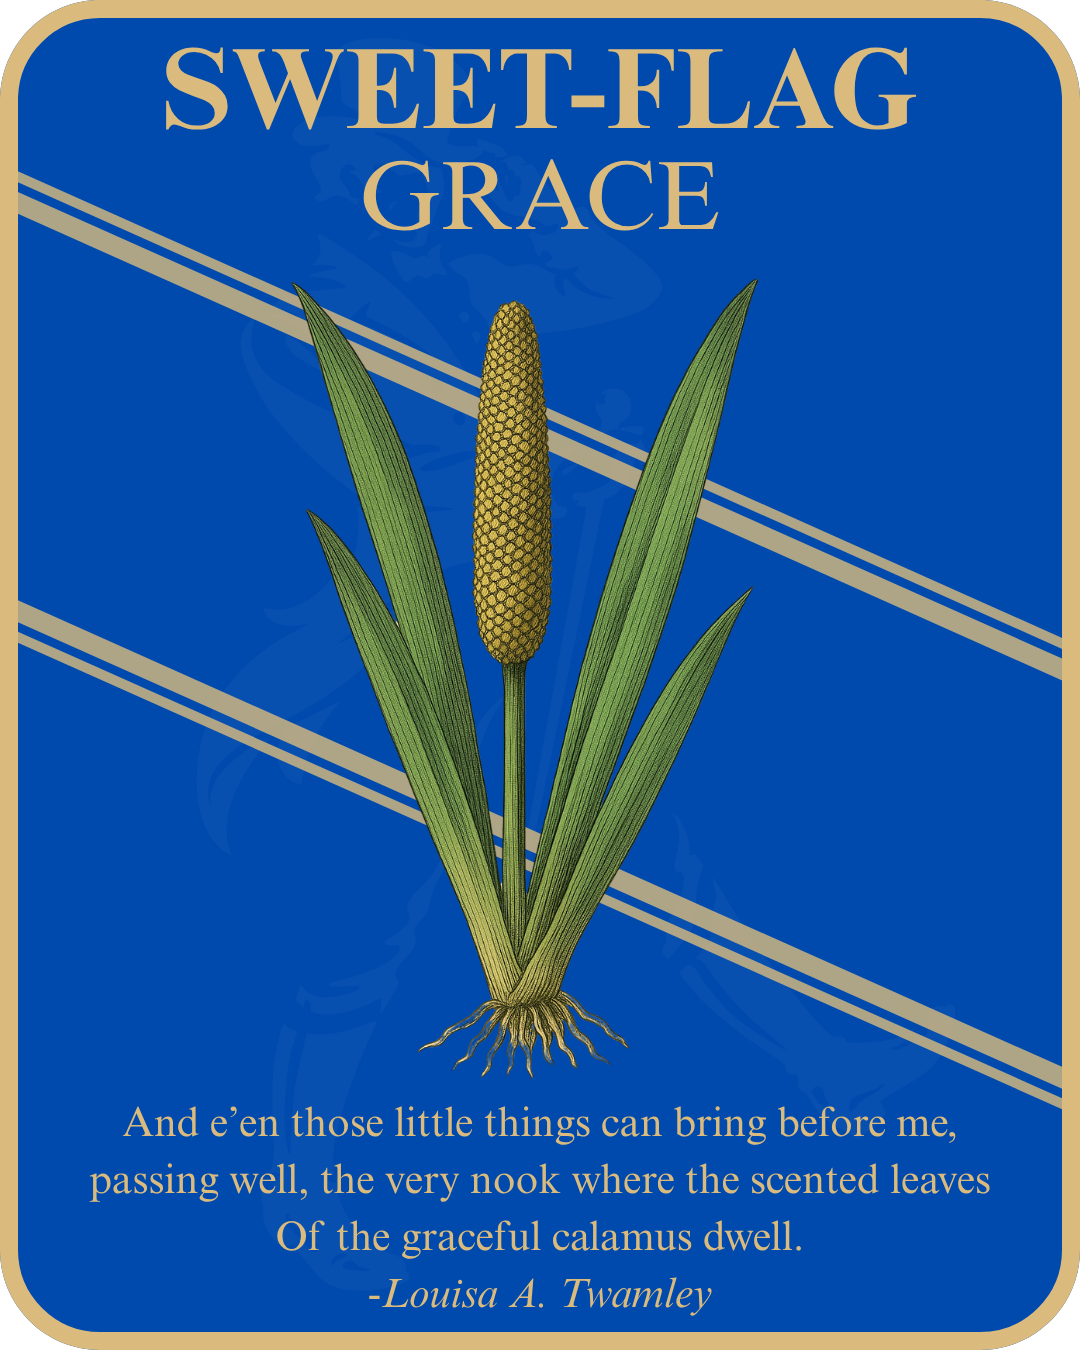 SWEET-FLAG
GRACE
And e’en those little things can bring before me,
passing well, the very nook where the scented leaves
Of the graceful calamus dwell.
-Louisa A. Twamley